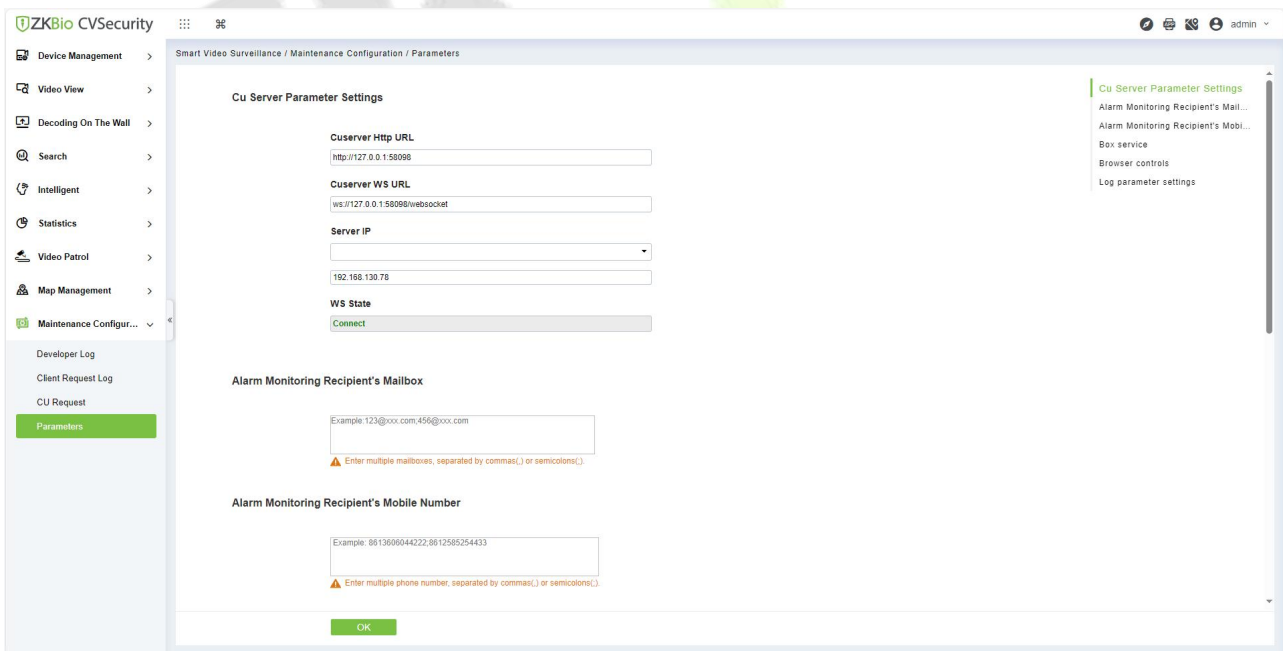 ZKBio CVSecurity
admin
Device Management
Video View
Decoding On The Wall
Search
Intelligent
Statistics
Video Patrol
Map Management
Maintenance Configur...
Developer Log
Client Request Log
CU Request
Parameters
Smart Video Surveillance / Maintenance Configuration / Parameters
Cu Server Parameter Settings
Cuserver Http URL
http://127.0.0.1:58098
Cuserver WS URL
ws://127.0.0.1:58098/websocket
Server IP
192.168.130.78
WS State
Connect
Alarm Monitoring Recipient's Mailbox
Example:123@xxx.com;456@xxx.com
Enter multiple mailboxes, separated by commas(,) or semicolons(;).
Alarm Monitoring Recipient's Mobile Number
Example: 8613606044222;8612585254433
Enter multiple phone number, separated by commas(,) or semicolons(;).
OK
Cu Server Parameter Settings
Alarm Monitoring Recipient's Mail...
Alarm Monitoring Recipient's Mobi...
Box service
Browser controls
Log parameter settings